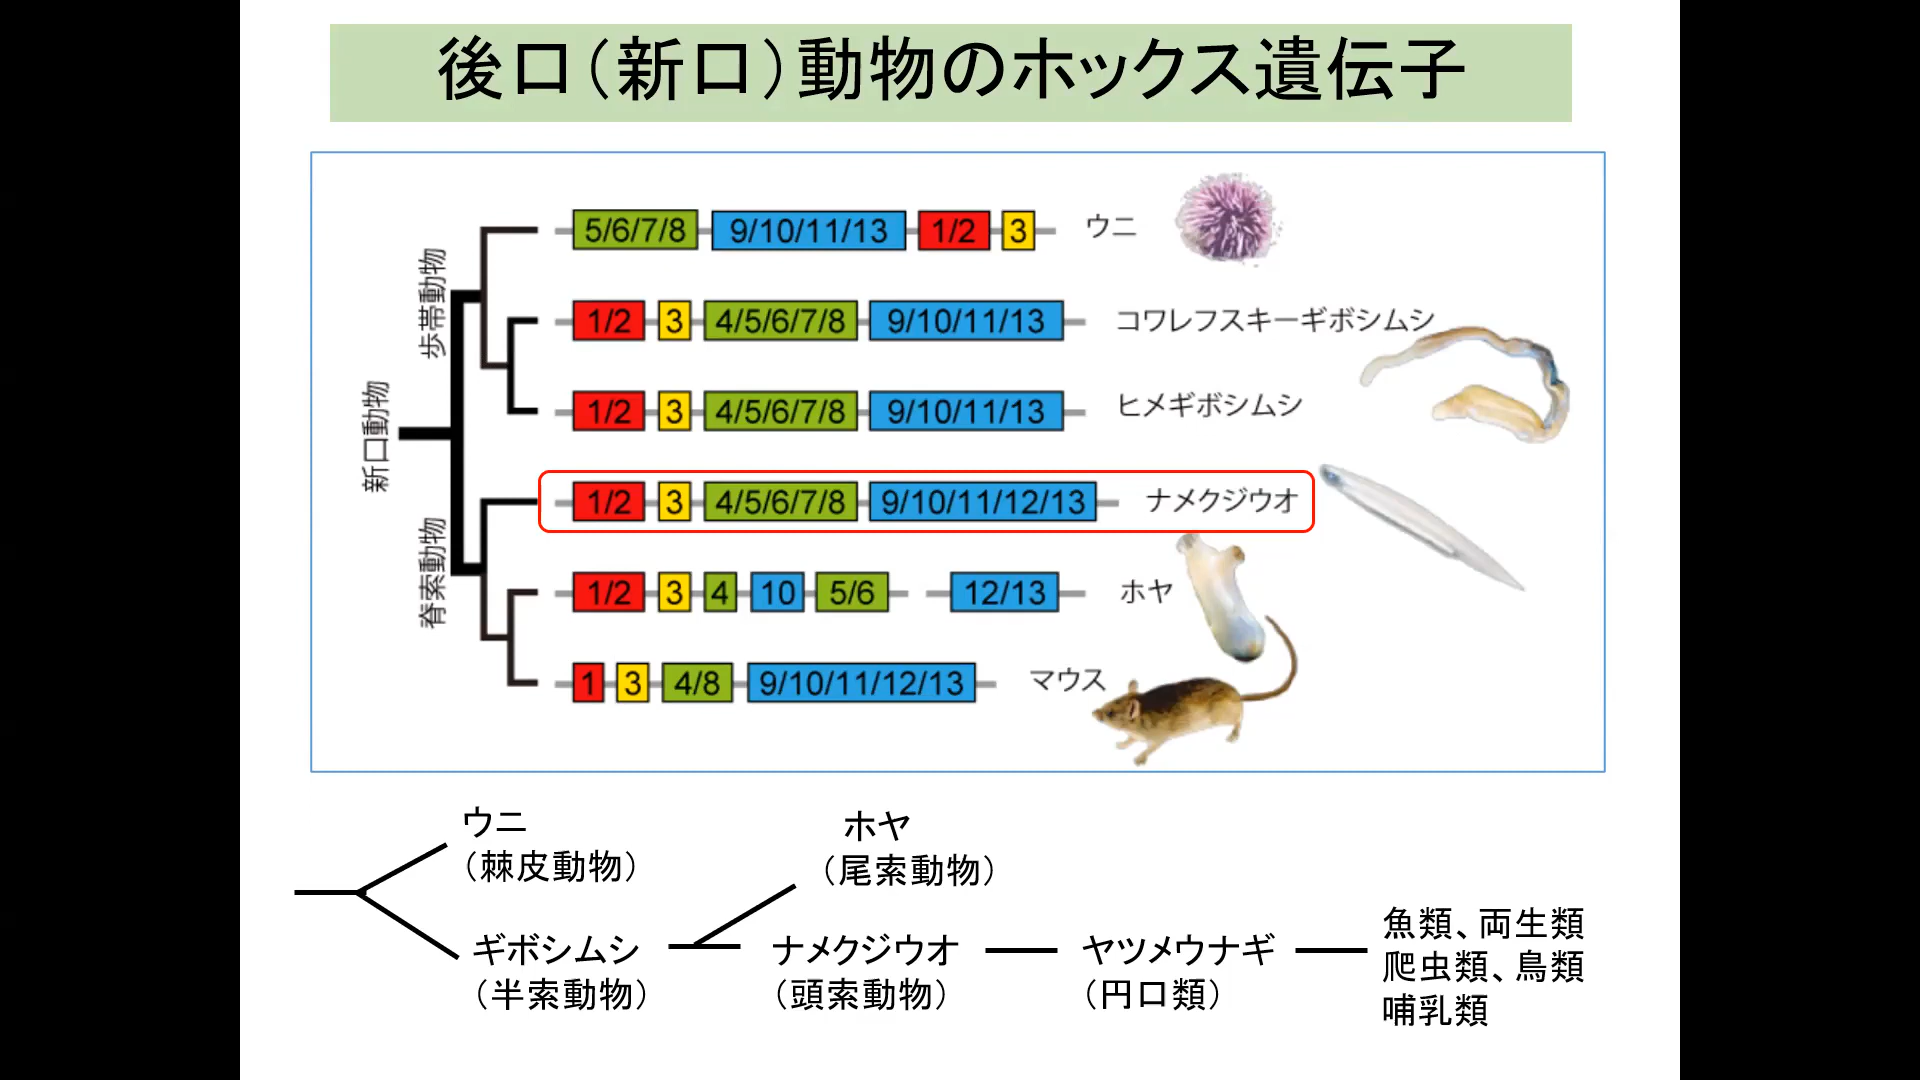 後口（新口）動物のホックス遺伝子
新口動物
歩帯動物
脊索動物
5/6/7/8 9/10/11/13 1/2 3 ウニ
1/2 3 4/5/6/7/8 9/10/11/13 コワレフスキーギボシムシ
1/2 3 4/5/6/7/8 9/10/11/13 ヒメギボシムシ
1/2 3 4/5/6/7/8 9/10/11/12/13 ナメクジウオ
1/2 3 4 10 5/6 12/13 ホヤ
1 3 4/8 9/10/11/12/13 マウス
ウニ
（棘皮動物）
ホヤ
（尾索動物）
ギボシムシ
（半索動物）
ナメクジウオ
（頭索動物）
ヤツメウナギ
（円口類）
魚類、両生類
爬虫類、鳥類
哺乳類